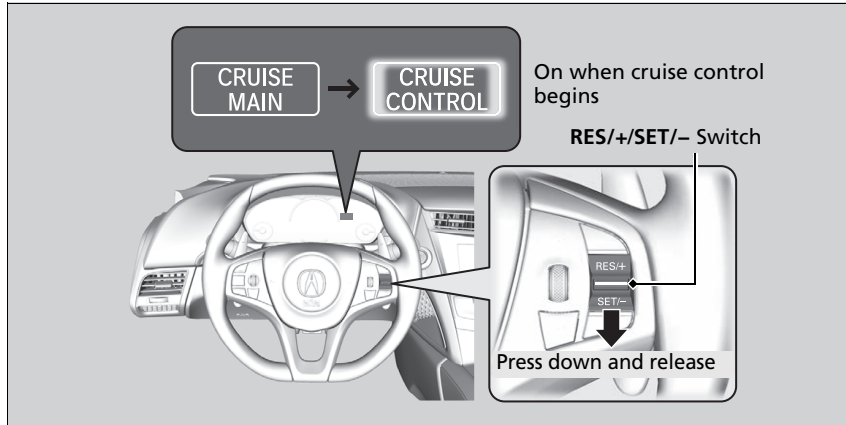 CRUISE
MAIN
CRUISE
CONTROL
On when cruise control
begins
RES/+/SET/− Switch
RES/+
SET/−
Press down and release